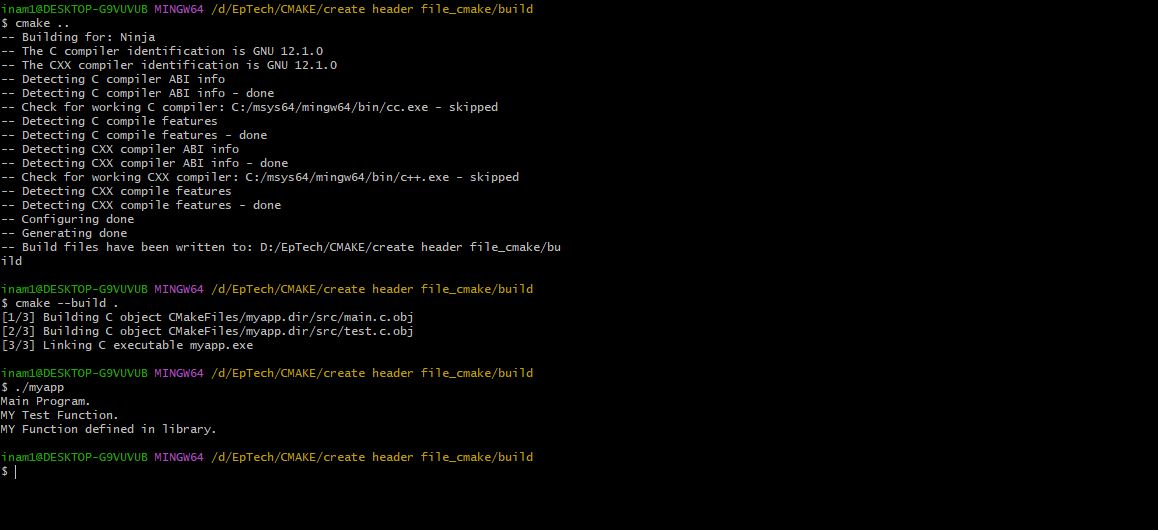 inam1@DESKTOP-G9VUVUB MINGW64 /d/EpTech/CMAKE/create header file_cmake/build
$ cmake ..
-- Building for: Ninja
-- The C compiler identification is GNU 12.1.0
-- The CXX compiler identification is GNU 12.1.0
-- Detecting C compiler ABI info
-- Detecting C compiler ABI info - done
-- Check for working C compiler: C:/msys64/mingw64/bin/cc.exe - skipped
-- Detecting C compile features
-- Detecting C compile features - done
-- Detecting CXX compiler ABI info
-- Detecting CXX compiler ABI info - done
-- Check for working CXX compiler: C:/msys64/mingw64/bin/c++.exe - skipped
-- Detecting CXX compile features
-- Detecting CXX compile features - done
-- Configuring done
-- Generating done
-- Build files have been written to: D:/EpTech/CMAKE/create header file_cmake/bu
ild
inam1@DESKTOP-G9VUVUB MINGW64 /d/EpTech/CMAKE/create header file_cmake/build
$ cmake --build .
[1/3] Building C object CMakeFiles/myapp.dir/src/main.c.obj
[2/3] Building C object CMakeFiles/myapp.dir/src/test.c.obj
[3/3] Linking C executable myapp.exe
inam1@DESKTOP-G9VUVUB MINGW64 /d/EpTech/CMAKE/create header file_cmake/build
$ ./myapp
Main Program.
MY Test Function.
MY Function defined in library.
inam1@DESKTOP-G9VUVUB MINGW64 /d/EpTech/CMAKE/create header file_cmake/build
$